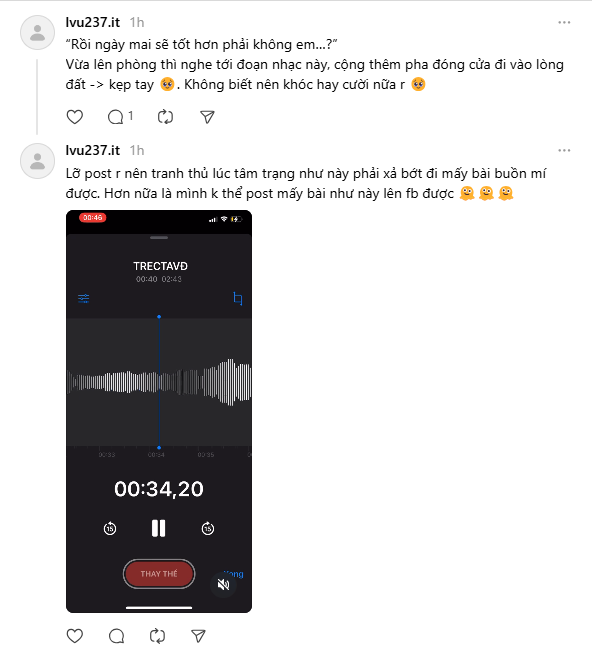 lvu237.it 1h
“Rồi ngày mai sẽ tốt hơn phải không em...?”
Vừa lên phòng thì nghe tới đoạn nhạc này, cộng thêm pha đóng cửa đi vào lòng
đất -> kẹp tay 🥺. Không biết nên khóc hay cười nữa r 🥺
1
lvu237.it 1h
Lỡ post r nên tranh thủ lúc tâm trạng như này phải xả bớt đi mấy bài buồn mí
được. Hơn nữa là mình k thể post mấy bài như này lên fb được 🫠🫠🫠
00:46
TRECTAVĐ
00:40 02:43
00:33 00:34 00:35
00:34,20
15 15
THAY THẾ